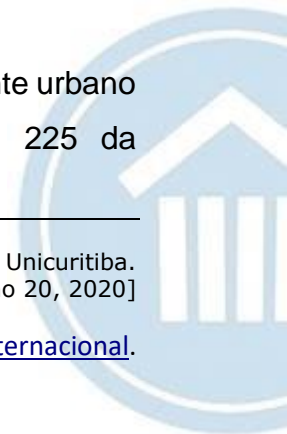 te urbano
225 da
Unicuritiba.
o 20, 2020]
ternacional.